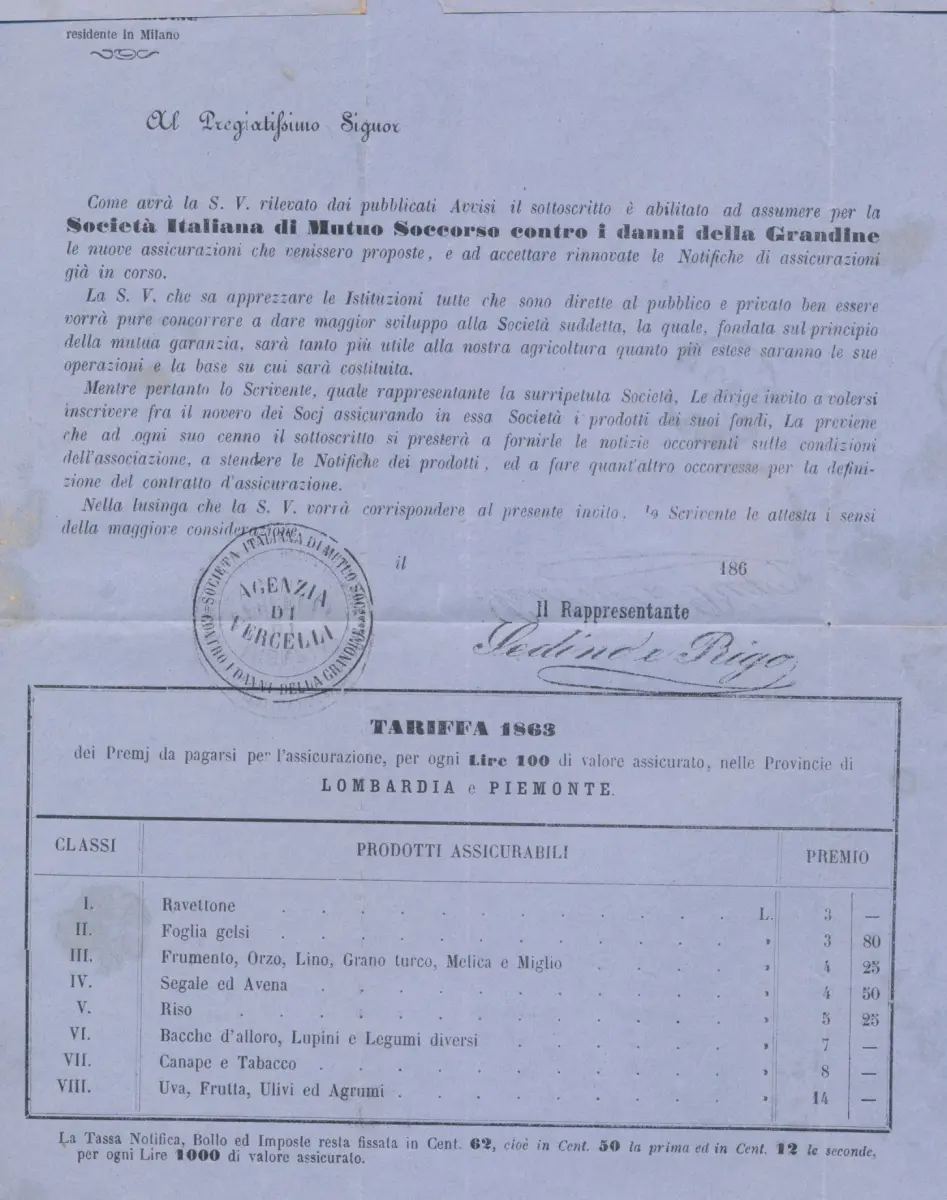 residente in Milano
Al Pregiatissimo Signor
Come avrà la S. V. rilevato dai pubblicati Avvisi il sottoscritto è abilitato ad assumere per la
Società Italiana di Mutuo Soccorso contro i danni della Grandine
le nuove assicurazioni che venissero proposte, e ad accettare rinnovate le Notifiche di assicurazioni
già in corso.
La S. V. che sa apprezzare le Istituzioni tutte che sono dirette al pubblico e privato ben essere
vorrà pure concorrere a dare maggior sviluppo alla Società suddetta, la quale, fondata sul principio
della mutua garanzia, sarà tanto più utile alla nostra agricoltura quanto più estese saranno le sue
operazioni e la base su cui sarà costituita.
Mentre pertanto lo Scrivente, quale rappresentante la surripetuta Società, Le dirige invito a volersi
inscrivere fra il novero dei Socj assicurando in essa Società i prodotti dei suoi fondi, La previene
che ad ogni suo cenno il sottoscritto si presterà a fornirle le notizie occorrenti sulle condizioni
dell'associazione, a stendere le Notifiche dei prodotti, ed a fare quant'altro occorresse per la defini-
zione del contratto d'assicurazione.
Nella lusinga che la S. V. vorrà corrispondere al presente invito, lo Scrivente le attesta i sensi
della maggiore considerazione.
il 186
SOCIETÀ ITALIANA DI MUTUO SOCC.
CONTRO I DANNI DELLA GRANDINE
AGENZIA
DI
VERCELLI
Il Rappresentante
Rigo
TARIFFA 1863
dei Premj da pagarsi per l'assicurazione, per ogni Lire 100 di valore assicurato, nelle Provincie di
LOMBARDIA e PIEMONTE.
CLASSI PRODOTTI ASSICURABILI PREMIO
I. Ravettone . . . . . . . . . . . . L. 3 —
II. Foglia gelsi . . . . . . . . . . . . » 3 80
III. Frumento, Orzo, Lino, Grano turco, Melica e Miglio . . . . » 4 25
IV. Segale ed Avena . . . . . . . . . . . » 4 50
V. Riso . . . . . . . . . . . . . » 5 25
VI. Bacche d'alloro, Lupini e Legumi diversi . . . . . . » 7 —
VII. Canape e Tabacco . . . . . . . . . . » 8 —
VIII. Uva, Frutta, Ulivi ed Agrumi . . . . . . . . » 14 —
La Tassa Notifica, Bollo ed Imposte resta fissata in Cent. 62, cioè in Cent. 50 la prima ed in Cent. 12 le seconde,
per ogni Lire 1000 di valore assicurato.